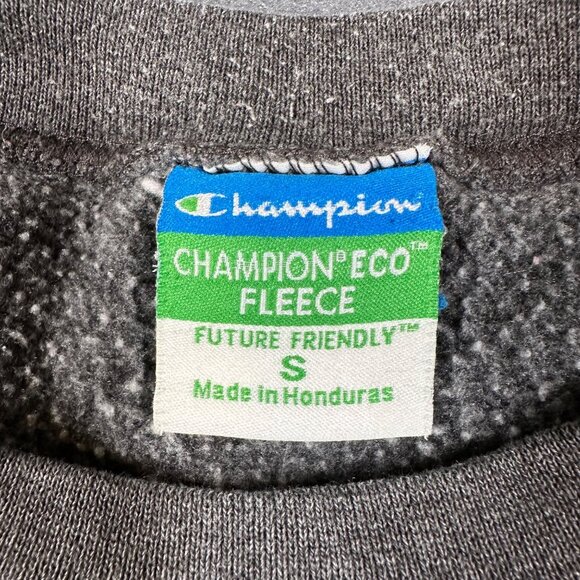 Champion
CHAMPION® ECO™
FLEECE
FUTURE FRIENDLY™
S
Made in Honduras